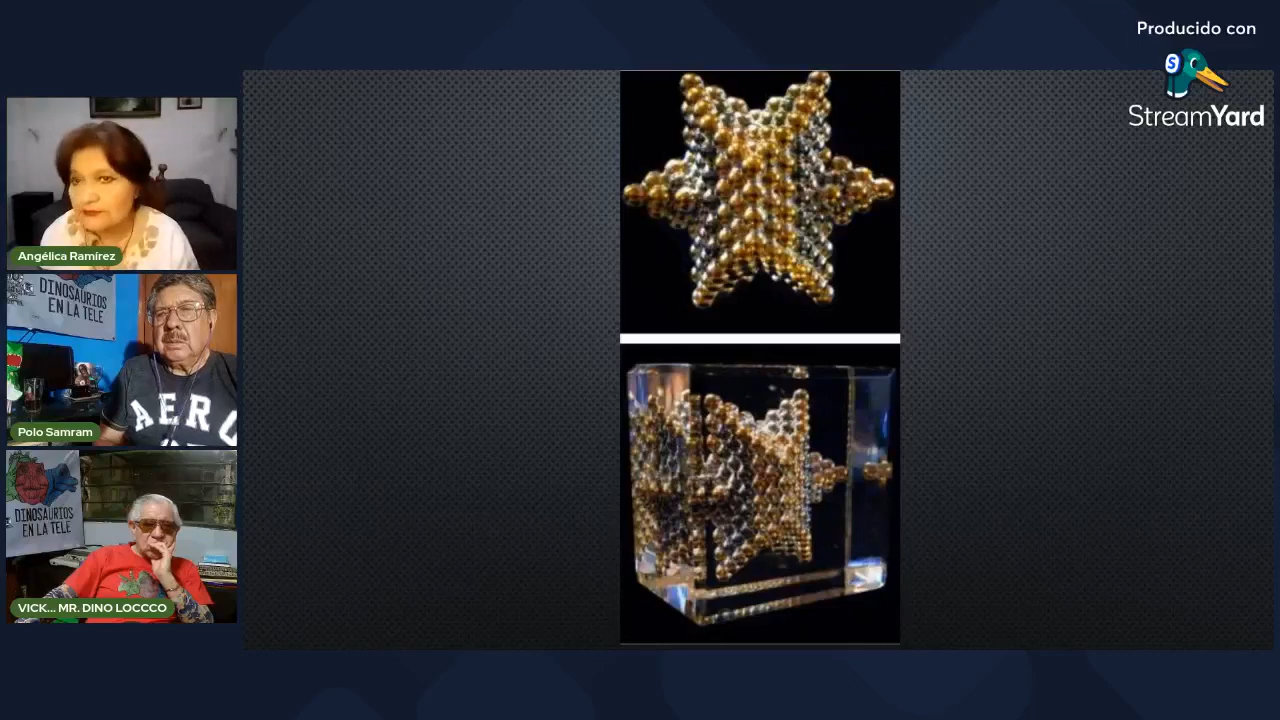 Producido con
StreamYard
Angélica Ramírez
DINOSAURIOS
EN LA TELE
AERO
Polo Samram
DINOSAURIOS
EN LA TELE
VICK... MR. DINO LOCCCO